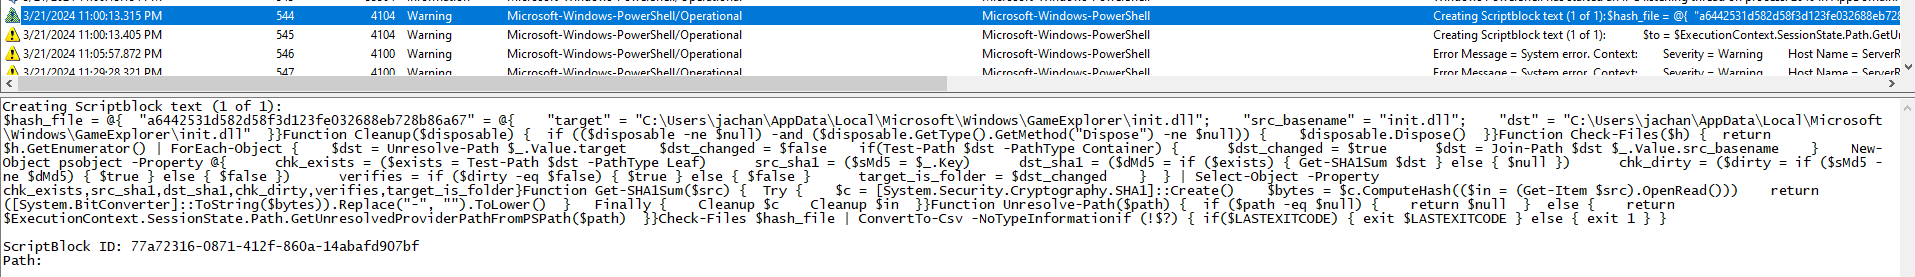 3/21/2024 11:00:13.315 PM 544 4104 Warning Microsoft-Windows-PowerShell/Operational Microsoft-Windows-PowerShell Creating Scriptblock text (1 of 1): $hash_file = @{ "a6442531d582d58f3d123fe032688eb728
3/21/2024 11:00:13.405 PM 545 4104 Warning Microsoft-Windows-PowerShell/Operational Microsoft-Windows-PowerShell Creating Scriptblock text (1 of 1): $to = $ExecutionContext.SessionState.Path.GetUn
3/21/2024 11:05:57.872 PM 546 4100 Warning Microsoft-Windows-PowerShell/Operational Microsoft-Windows-PowerShell Error Message = System error. Context: Severity = Warning Host Name = ServerR
3/21/2024 11:29:28.321 PM 547 4100 Warning Microsoft-Windows-PowerShell/Operational Microsoft-Windows-PowerShell Error Message = System error. Context: Severity = Warning Host Name = ServerR
Creating Scriptblock text (1 of 1):
$hash_file = @{  "a6442531d582d58f3d123fe032688eb728b86a67" = @{    "target" = "C:\Users\jachan\AppData\Local\Microsoft\Windows\GameExplorer\init.dll";    "src_basename" = "init.dll";    "dst" = "C:\Users\jachan\AppData\Local\Microsoft
\Windows\GameExplorer\init.dll"  }}Function Cleanup($disposable) {  if (($disposable -ne $null) -and ($disposable.GetType().GetMethod("Dispose") -ne $null)) {    $disposable.Dispose()  }}Function Check-Files($h) {  return
$h.GetEnumerator() | ForEach-Object {    $dst = Unresolve-Path $_.Value.target    $dst_changed = $false    if(Test-Path $dst -PathType Container) {      $dst_changed = $true      $dst = Join-Path $dst $_.Value.src_basename    }    New-
Object psobject -Property @{      chk_exists = ($exists = Test-Path $dst -PathType Leaf)      src_sha1 = ($sMd5 = $_.Key)      dst_sha1 = ($dMd5 = if ($exists) { Get-SHA1Sum $dst } else { $null })      chk_dirty = ($dirty = if ($sMd5 -
ne $dMd5) { $true } else { $false })      verifies = if ($dirty -eq $false) { $true } else { $false }      target_is_folder = $dst_changed    }  } | Select-Object -Property
chk_exists,src_sha1,dst_sha1,chk_dirty,verifies,target_is_folder}Function Get-SHA1Sum($src) {  Try {    $c = [System.Security.Cryptography.SHA1]::Create()    $bytes = $c.ComputeHash(($in = (Get-Item $src).OpenRead()))    return
([System.BitConverter]::ToString($bytes)).Replace("-", "").ToLower()  }    Finally {    Cleanup $c    Cleanup $in  }}Function Unresolve-Path($path) {  if ($path -eq $null) {    return $null  }  else {    return
$ExecutionContext.SessionState.Path.GetUnresolvedProviderPathFromPSPath($path)  }}Check-Files $hash_file | ConvertTo-Csv -NoTypeInformationif (!$?) { if($LASTEXITCODE) { exit $LASTEXITCODE } else { exit 1 } }
ScriptBlock ID: 77a72316-0871-412f-860a-14abafd907bf
Path: